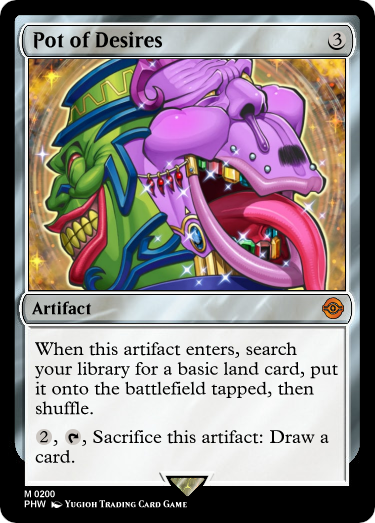 Pot of Desires 3
Artifact
When this artifact enters, search
your library for a basic land card, put
it onto the battlefield tapped, then
shuffle.
2, , Sacrifice this artifact: Draw a
card.
M 0200
PHW Yugioh Trading Card Game